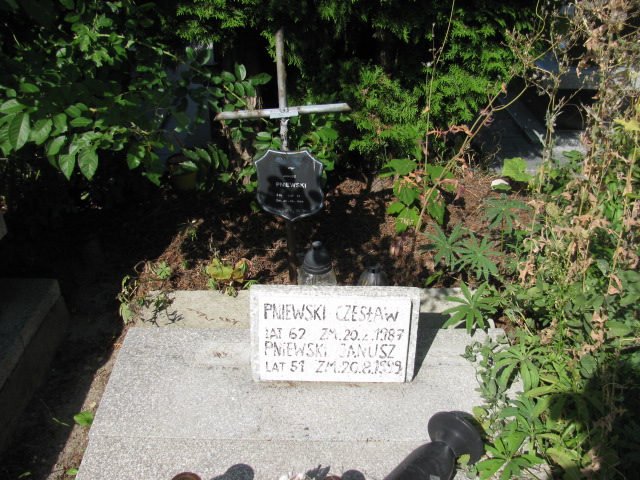 PNIEWSKI
PNIEWSKI CZESŁAW
LAT 62 ZM.20.2.1987
PNIEWSKI JANUSZ
LAT 51 ZM.20.8.1999